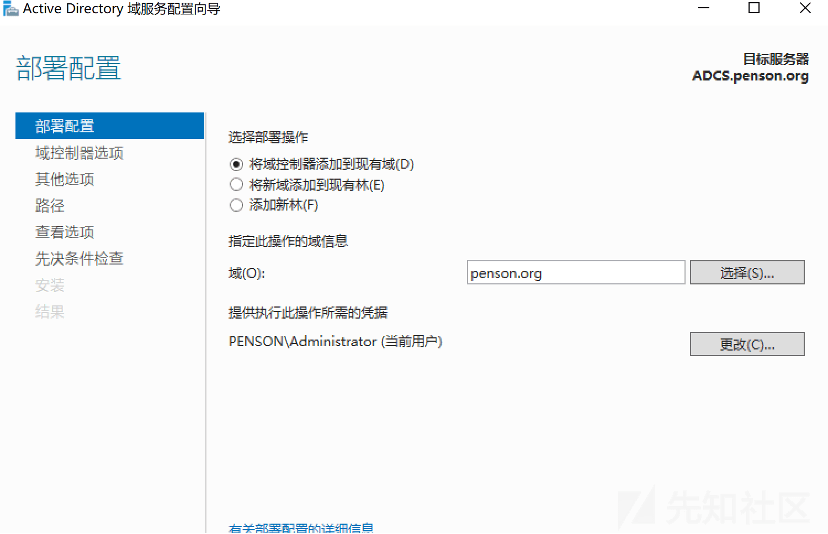 Active Directory 域服务配置向导
部署配置
目标服务器
ADCS.penson.org
部署配置
域控制器选项
其他选项
路径
查看选项
先决条件检查
安装
结果
选择部署操作
将域控制器添加到现有域(D)
将新域添加到现有林(E)
添加新林(F)
指定此操作的域信息
域(O):
penson.org
选择(S)...
提供执行此操作所需的凭据
PENSON\Administrator (当前用户)
更改(C)...
有关部署配置的详细信息
先知社区